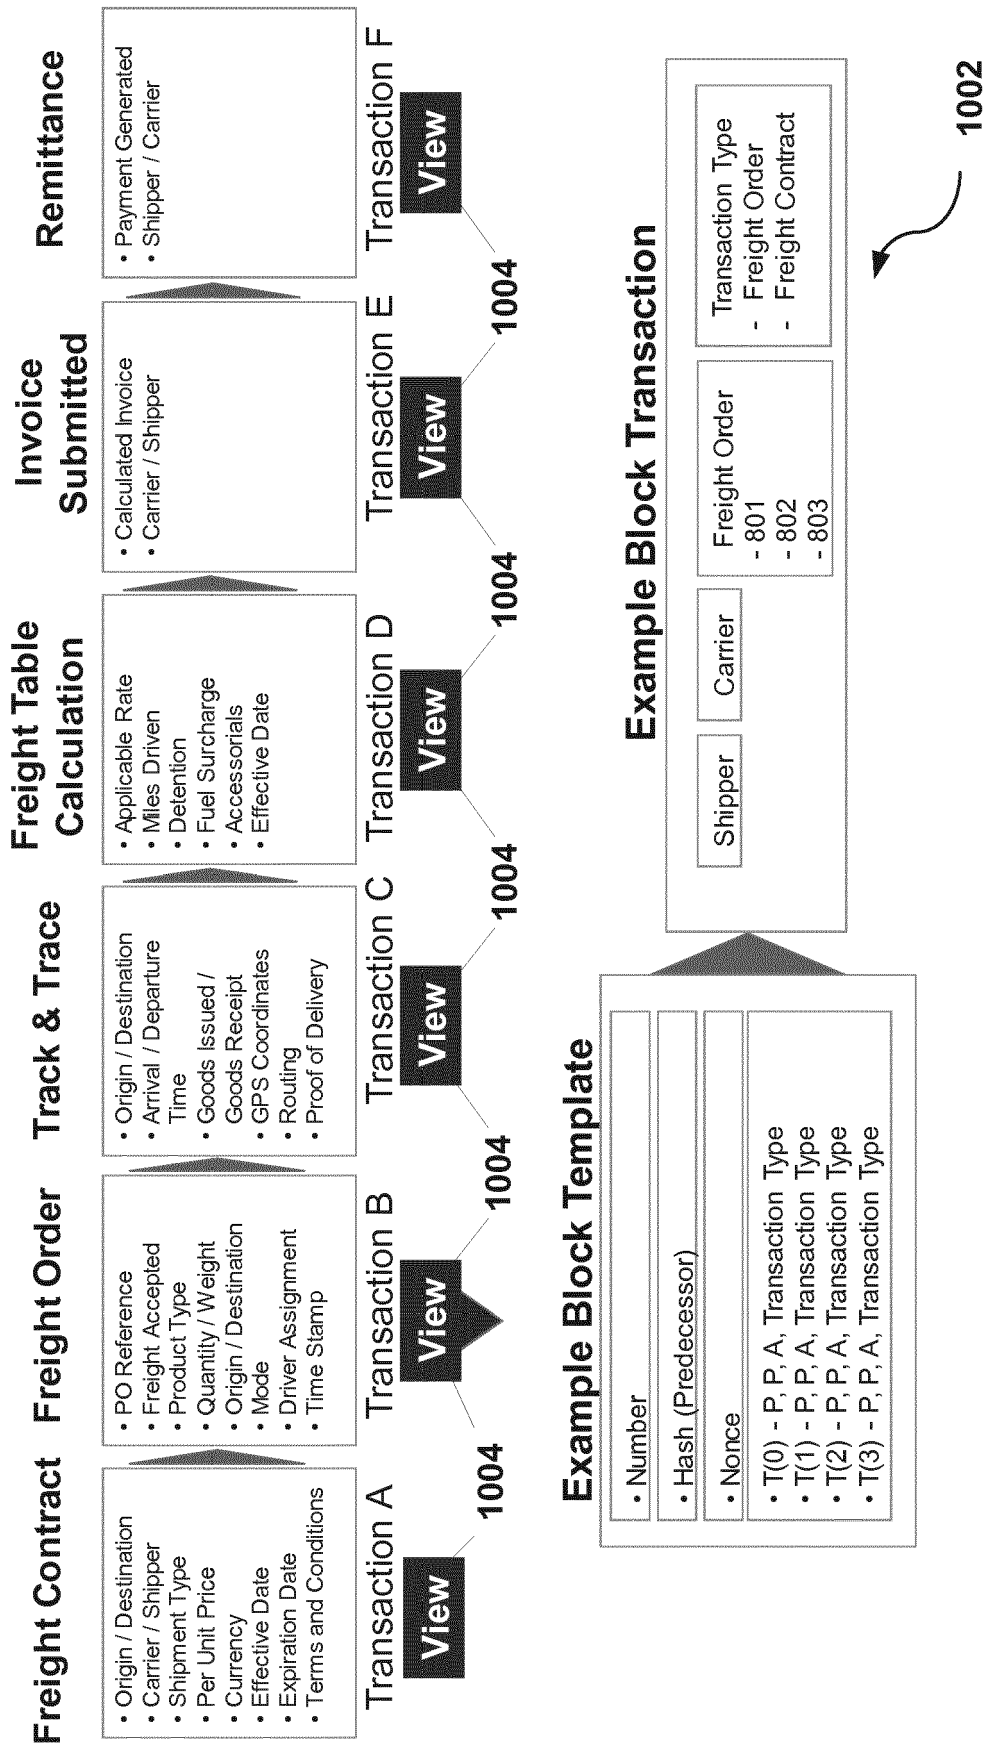 Freight Contract
• Origin / Destination
• Carrier / Shipper
• Shipment Type
• Per Unit Price
• Currency
• Effective Date
• Expiration Date
• Terms and Conditions
Transaction A
View
1004
Freight Order
• PO Reference
• Freight Accepted
• Product Type
• Quantity / Weight
• Origin / Destination
• Mode
• Driver Assignment
• Time Stamp
Transaction B
View
1004
Track & Trace
• Origin / Destination
• Arrival / Departure
Time
• Goods Issued /
Goods Receipt
• GPS Coordinates
• Routing
• Proof of Delivery
Transaction C
View
1004
Freight Table
Calculation
• Applicable Rate
• Miles Driven
• Detention
• Fuel Surcharge
• Accessorials
• Effective Date
Transaction D
View
1004
Invoice
Submitted
• Calculated Invoice
• Carrier / Shipper
Transaction E
View
1004
Remittance
• Payment Generated
• Shipper / Carrier
Transaction F
View
Example Block Template
• Number
• Hash (Predecessor)
• Nonce
• T(0) - P, P, A, Transaction Type
• T(1) - P, P, A, Transaction Type
• T(2) - P, P, A, Transaction Type
• T(3) - P, P, A, Transaction Type
Example Block Transaction
Shipper
Carrier
Freight Order
- 801
- 802
- 803
Transaction Type
- Freight Order
- Freight Contract
1002